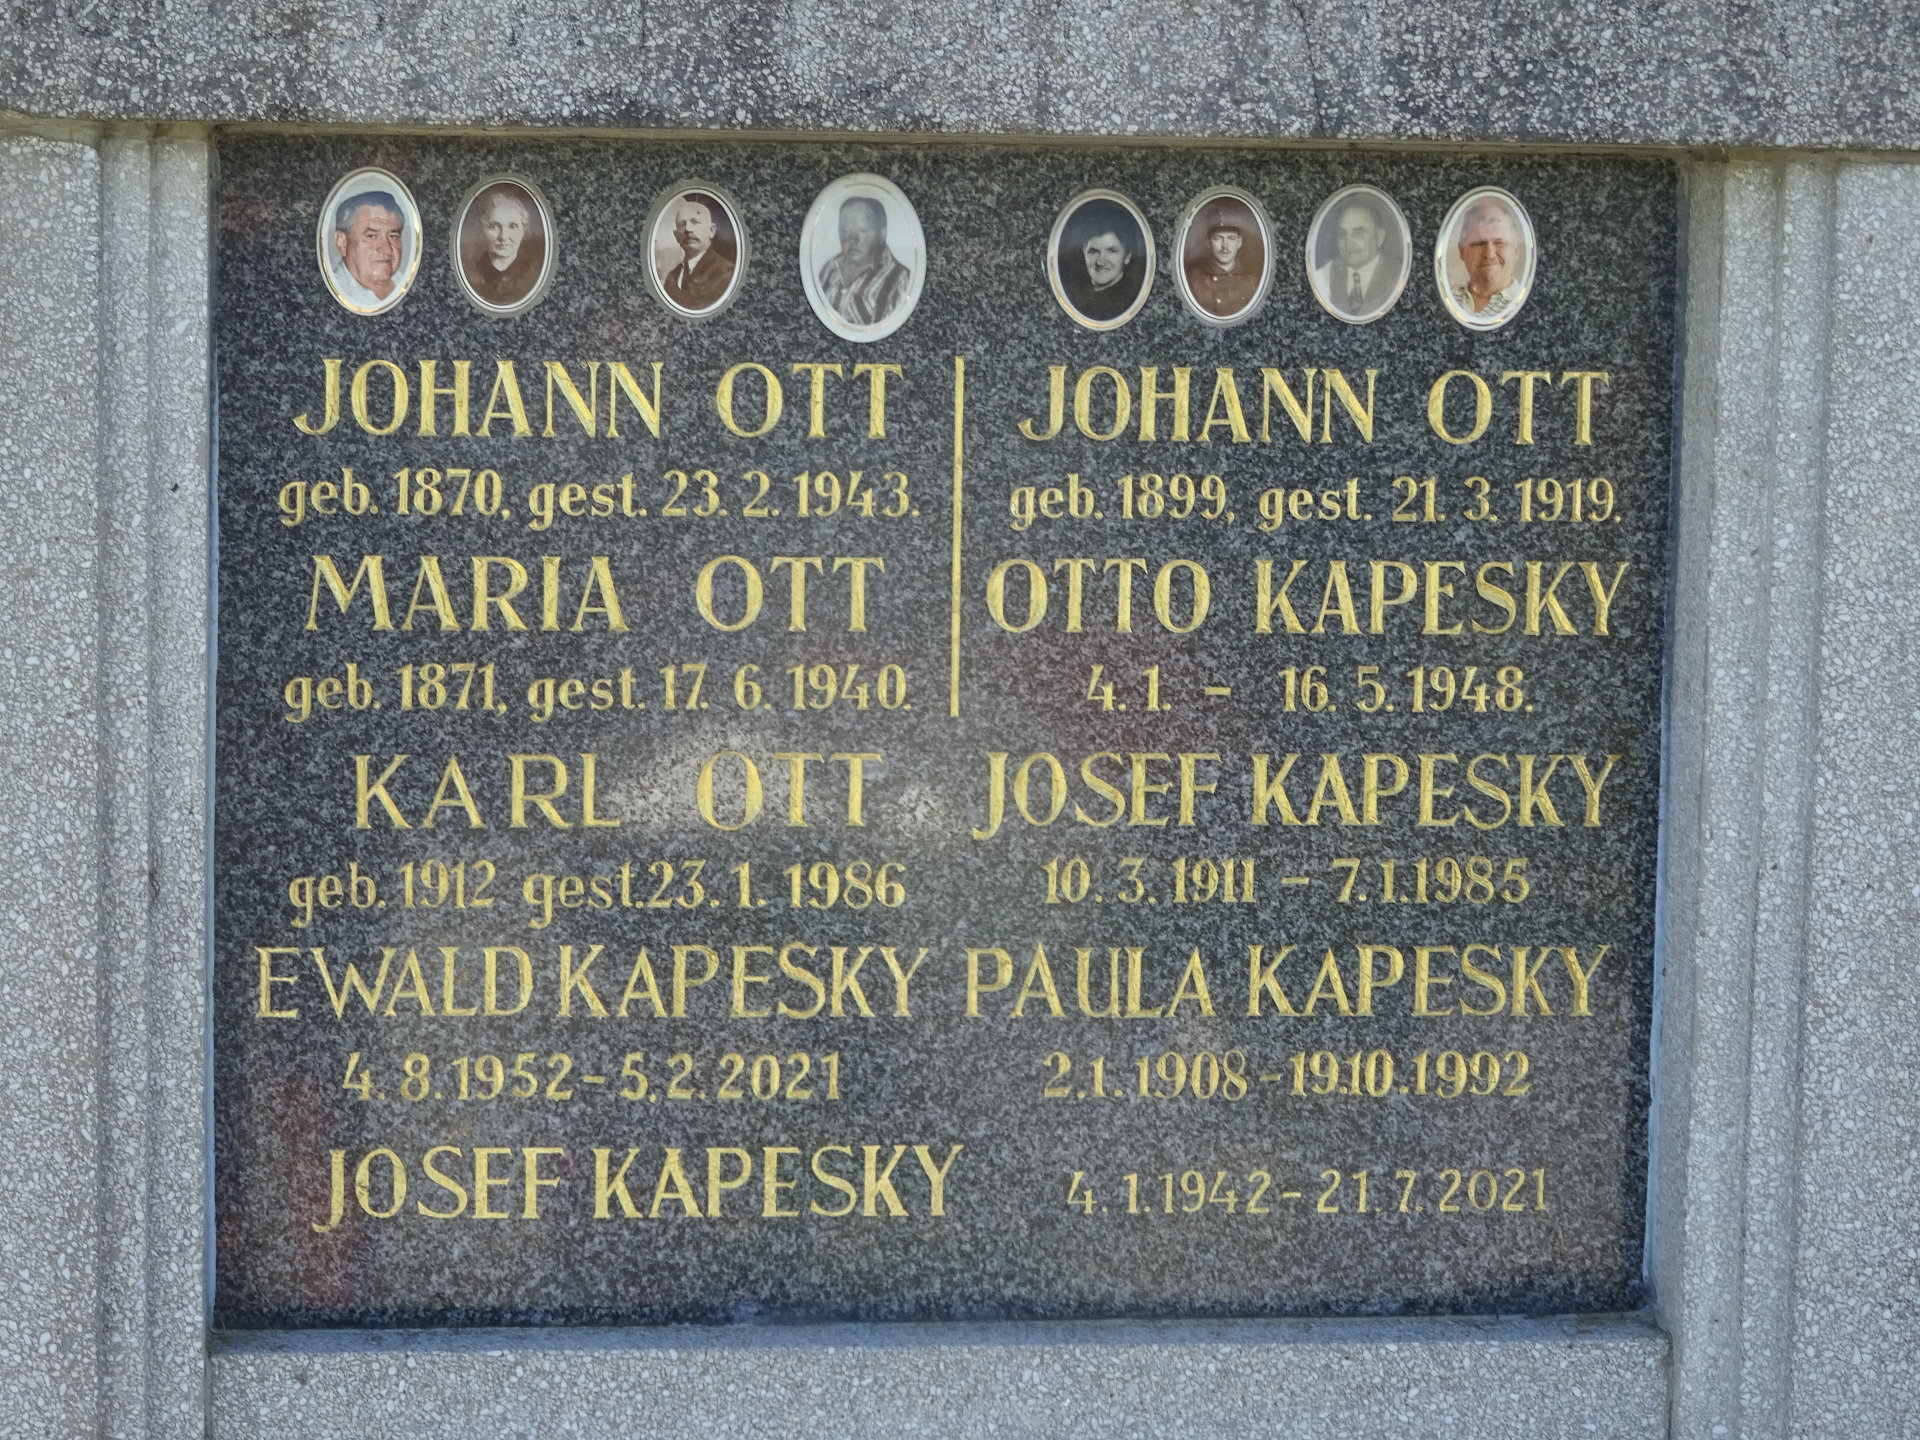 JOHANN OTT
geb. 1870, gest. 23. 2. 1943.
MARIA OTT
geb. 1871, gest. 17. 6. 1940.
JOHANN OTT
geb. 1899, gest. 21. 3. 1919.
OTTO KAPESKY
4. 1. - 16. 5. 1948.
KARL OTT
geb. 1912 gest. 23. 1. 1986
JOSEF KAPESKY
10. 3. 1911 - 7. 1. 1985
EWALD KAPESKY
4. 8. 1952 - 5. 2. 2021
PAULA KAPESKY
2. 1. 1908 - 19.10.1992
JOSEF KAPESKY 4. 1. 1942 - 21. 7. 2021